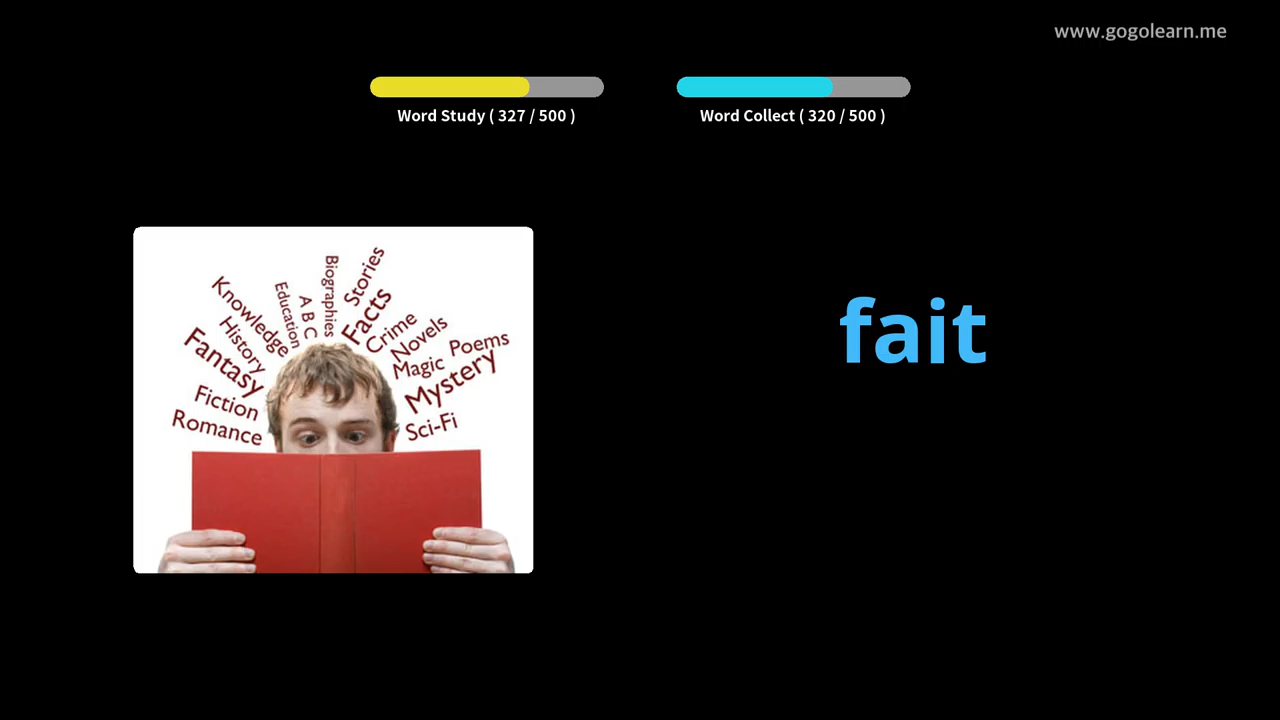 www.gogolearn.me
Word Study ( 327 / 500 )
Word Collect ( 320 / 500 )
Knowledge
Education
A B C
Biographies
Stories
Facts
Crime
Novels
Poems
Magic
Mystery
Sci-Fi
History
Fantasy
Fiction
Romance
fait